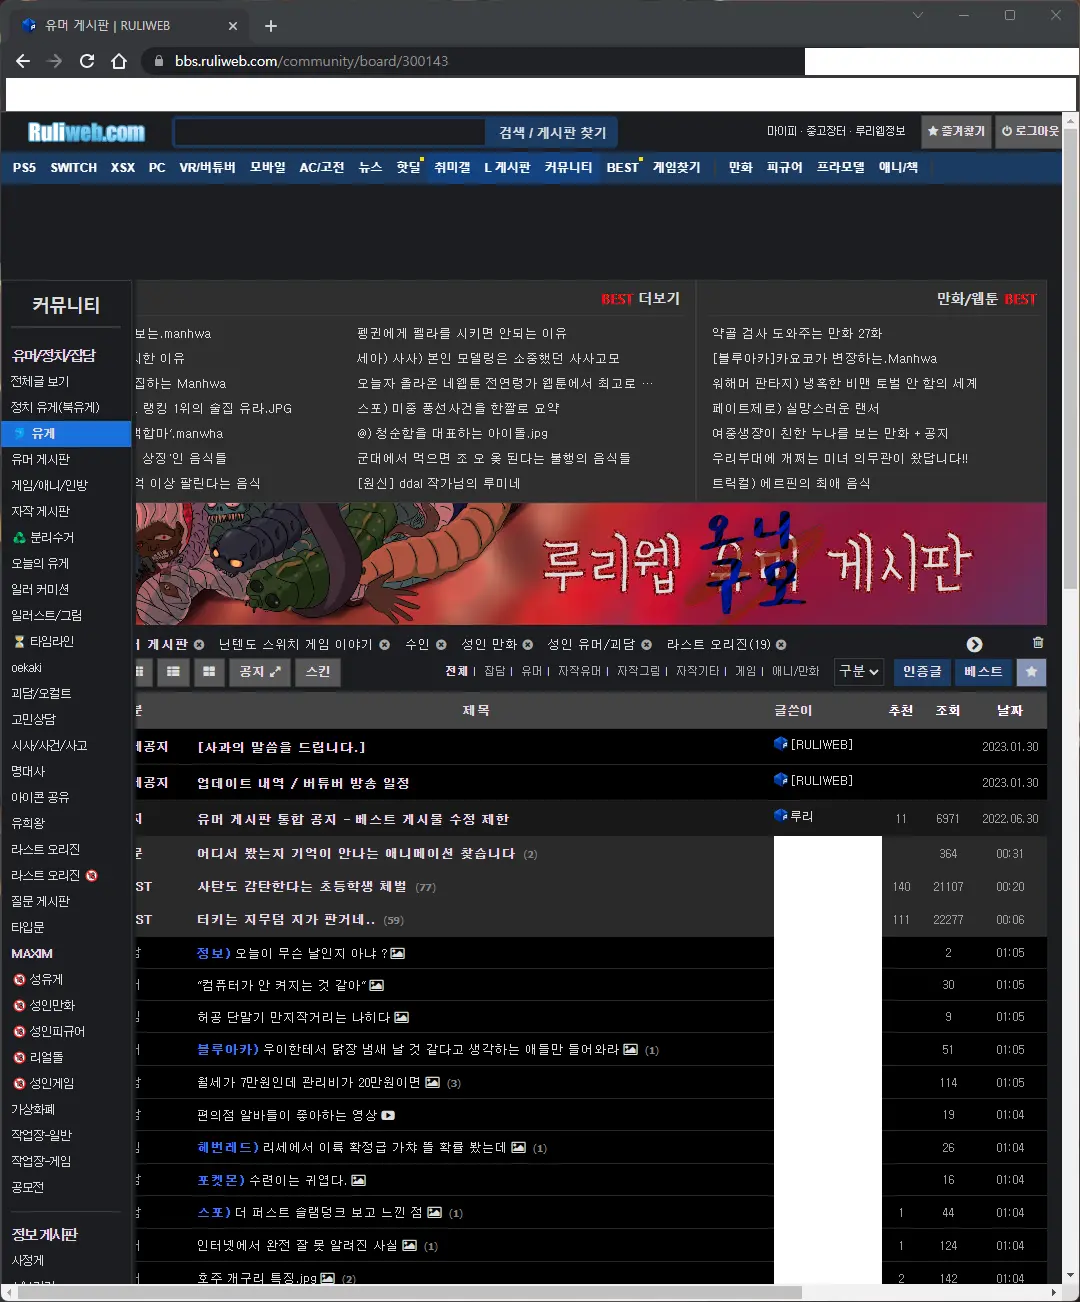 유머 게시판 | RULIWEB
bbs.ruliweb.com/community/board/300143
Ruliweb.com
검색 / 게시판 찾기
마이피 · 중고장터 · 루리웹정보
★ 즐겨찾기
로그아웃
PS5 SWITCH XSX PC VR/버튜버 모바일 AC/고전 뉴스 핫딜 취미갤 L 게시판 커뮤니티 BEST 게임찾기 만화 피규어 프라모델 애니/책
커뮤니티
유머/정치/잡담
전체글 보기
정치 유게(북유게)
유게
유머 게시판
게임/애니/인방
자작 게시판
분리수거
오늘의 유게
일러 커미션
일러스트/그림
타임라인
oekaki
괴담/오컬트
고민상담
시사/사건/사고
명대사
아이콘 공유
유희왕
라스트 오리진
라스트 오리진
질문 게시판
타입문
MAXIM
성유게
성인만화
성인피규어
리얼돌
성인게임
가상화폐
작업장-일반
작업장-게임
공모전
정보 게시판
사정게
BEST 더보기
보는.manhwa
한 이유
집하는 Manhwa
랭킹 1위의 술집 유라.JPG
백합마'.manwha
상징'인 음식들
억 이상 팔린다는 음식
펭귄에게 펠라를 시키면 안되는 이유
세아) 사사) 본인 모델링은 소중했던 사사고모
오늘자 올라온 네웹툰 전연령가 웹툰에서 최고로 …
스포) 미중 풍선사건을 한짤로 요약
@) 청순함을 대표하는 아이돌.jpg
군대에서 먹으면 조 오 옺 된다는 불행의 음식들
[원신] ddal 작가님의 루미네
만화/웹툰 BEST
약골 검사 도와주는 만화 27화
[블루아카]카요코가 변장하는.Manhwa
워해머 판타지) 냉혹한 비맨 토벌 안 함의 세계
페이트제로) 실망스러운 랜서
여중생쟝이 친한 누나를 보는 만화 + 공지
우리부대에 개쩌는 미녀 의무관이 왔답니다!!
트릭컬) 에르핀의 최애 음식
루리웹 유머 게시판
오니
구모
게시판 닌텐도 스위치 게임 이야기 수인 성인 만화 성인 유머/괴담 라스트 오리진(19)
공지
스킨
전체 | 잡담 | 유머 | 자작유머 | 자작그림 | 자작기타 | 게임 | 애니/만화
구분
인증글
베스트
★
제목 글쓴이 추천 조회 날짜
공지 [사과의 말씀을 드립니다.] [RULIWEB] 2023.01.30
공지 업데이트 내역 / 버튜버 방송 일정 [RULIWEB] 2023.01.30
유머 게시판 통합 공지 - 베스트 게시물 수정 제한 루리 11 6971 2022.06.30
어디서 봤는지 기억이 안나는 애니메이션 찾습니다 (2) 364 00:31
ST 사탄도 감탄한다는 초등학생 체벌 (77) 140 21107 00:20
ST 터키는 지무덤 지가 판거네.. (59) 111 22277 00:06
정보) 오늘이 무슨 날인지 아냐 ? 2 01:05
"컴퓨터가 안 켜지는 것 같아" 30 01:05
허공 단말기 만지작거리는 나히다 9 01:05
블루아카) 우이한테서 닭장 냄새 날 것 같다고 생각하는 애들만 들어와라 (1) 51 01:05
월세가 7만원인데 관리비가 20만원이면 (3) 114 01:05
편의점 알바들이 좋아하는 영상 19 01:04
헤번레드) 리세에서 이륙 확정급 가챠 뜰 확률 봤는데 (1) 26 01:04
포켓몬) 수련이는 귀엽다. 16 01:04
스포) 더 퍼스트 슬램덩크 보고 느낀 점 (1) 1 44 01:04
인터넷에서 완전 잘 못 알려진 사실 (1) 1 124 01:04
호주 개구리 특징.jpg (2) 2 142 01:04